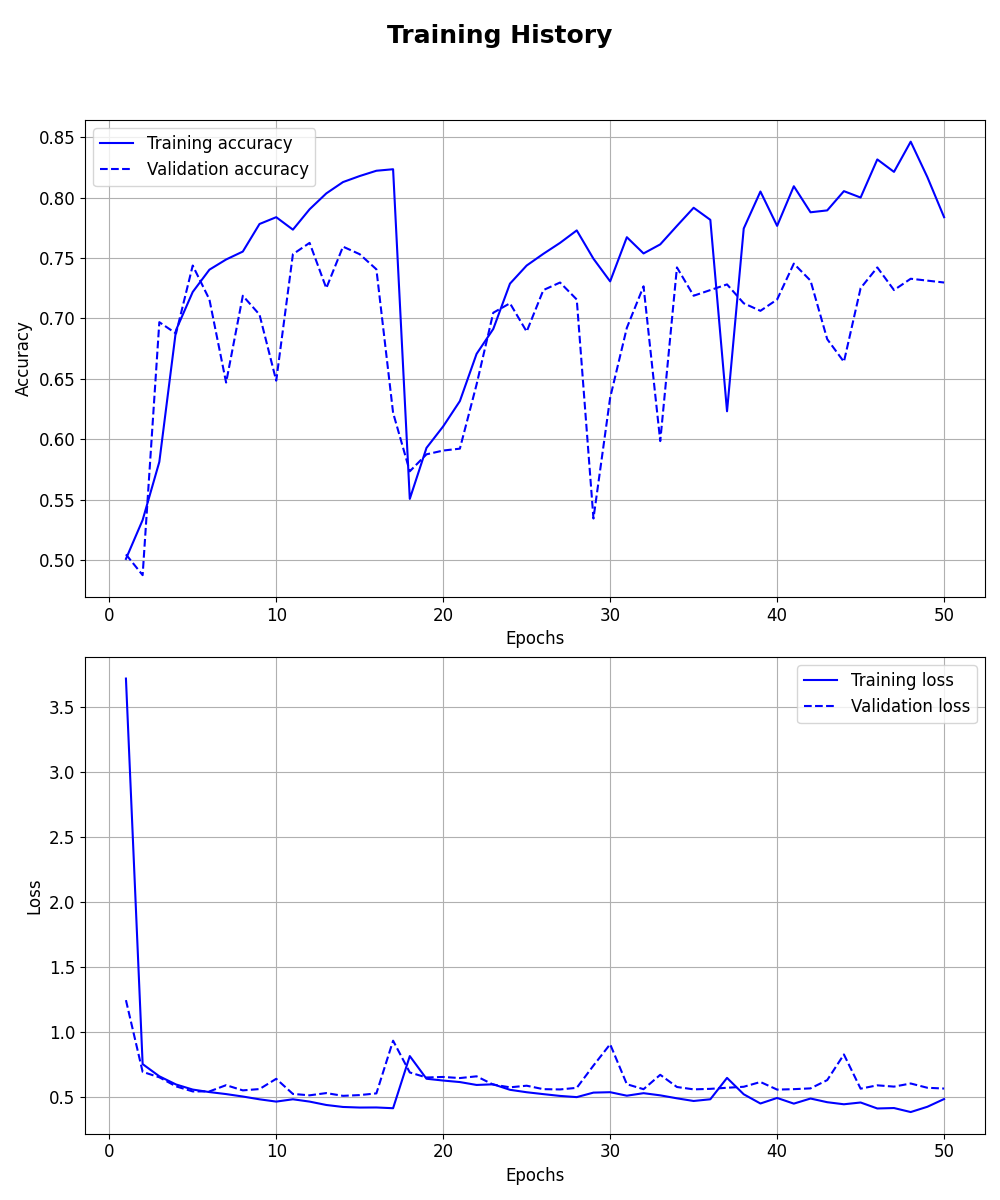 Training History
0.85
0.80
0.75
0.70
0.65
0.60
0.55
0.50
Accuracy
Training accuracy
Validation accuracy
0 10 20 30 40 50
Epochs
3.5
3.0
2.5
2.0
1.5
1.0
0.5
Loss
Training loss
Validation loss
0 10 20 30 40 50
Epochs